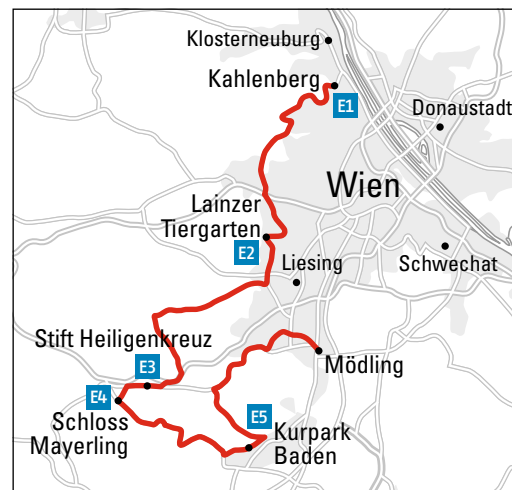 Klosterneuburg
Kahlenberg
E1
Donaustadt
Wien
Lainzer
Tiergarten
E2
Liesing
Schwechat
Stift Heiligenkreuz
E3
Mödling
E4
Schloss
Mayerling
E5
Kurpark
Baden